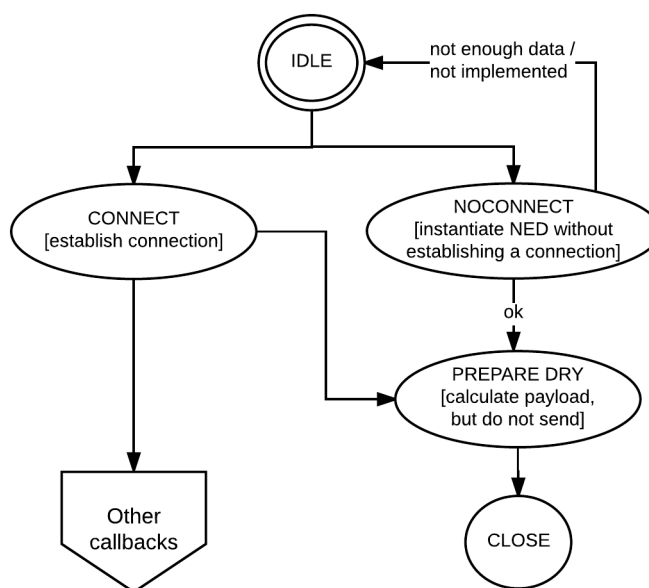 IDLE
not enough data /
not implemented
CONNECT
[establish connection]
NOCONNECT
[instantiate NED without
establishing a connection]
ok
PREPARE DRY
[calculate payload,
but do not send]
Other
callbacks
CLOSE